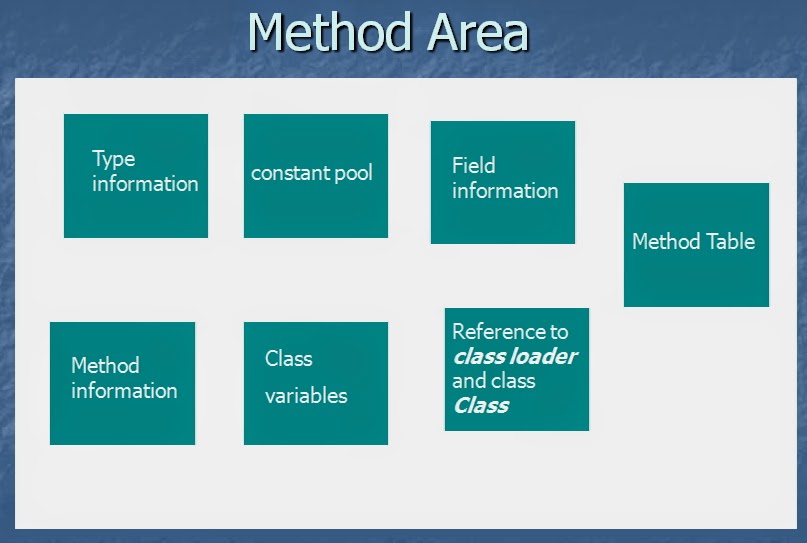 Method Area
Type
information
constant pool
Field
information
Method Table
Method
information
Class
variables
Reference to
class loader
and class
Class